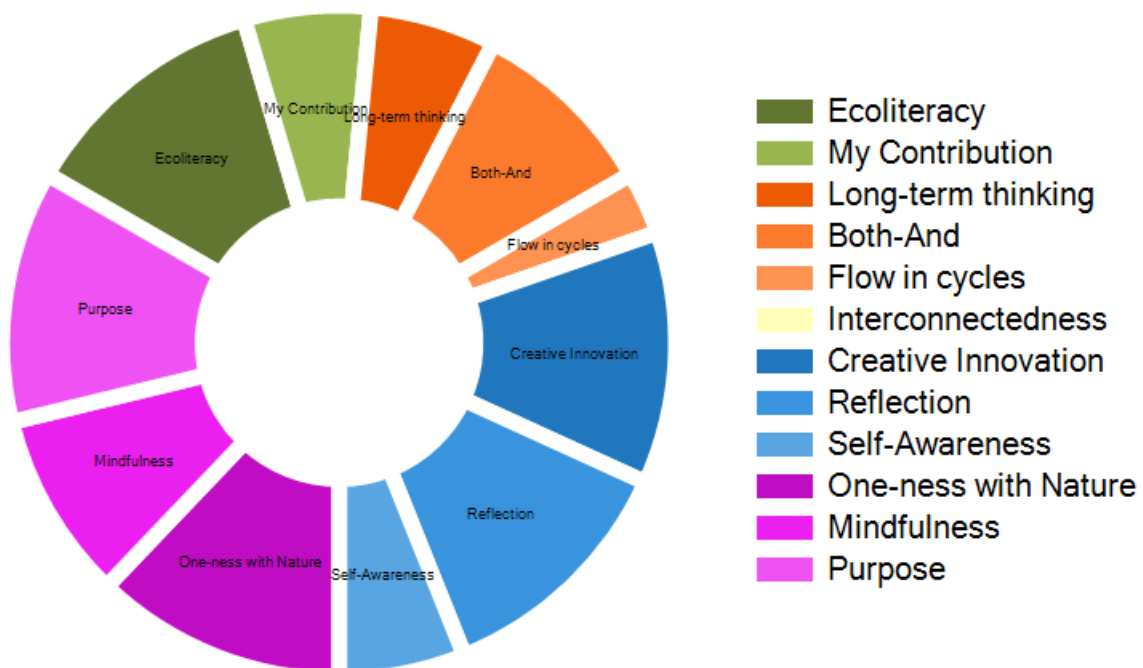 My Contribution
Long-term thinking
Ecoliteracy
Both-And
Flow in cycles
Purpose
Creative Innovation
Mindfulness
Reflection
One-ness with Nature
Self-Awareness
Ecoliteracy
My Contribution
Long-term thinking
Both-And
Flow in cycles
Interconnectedness
Creative Innovation
Reflection
Self-Awareness
One-ness with Nature
Mindfulness
Purpose